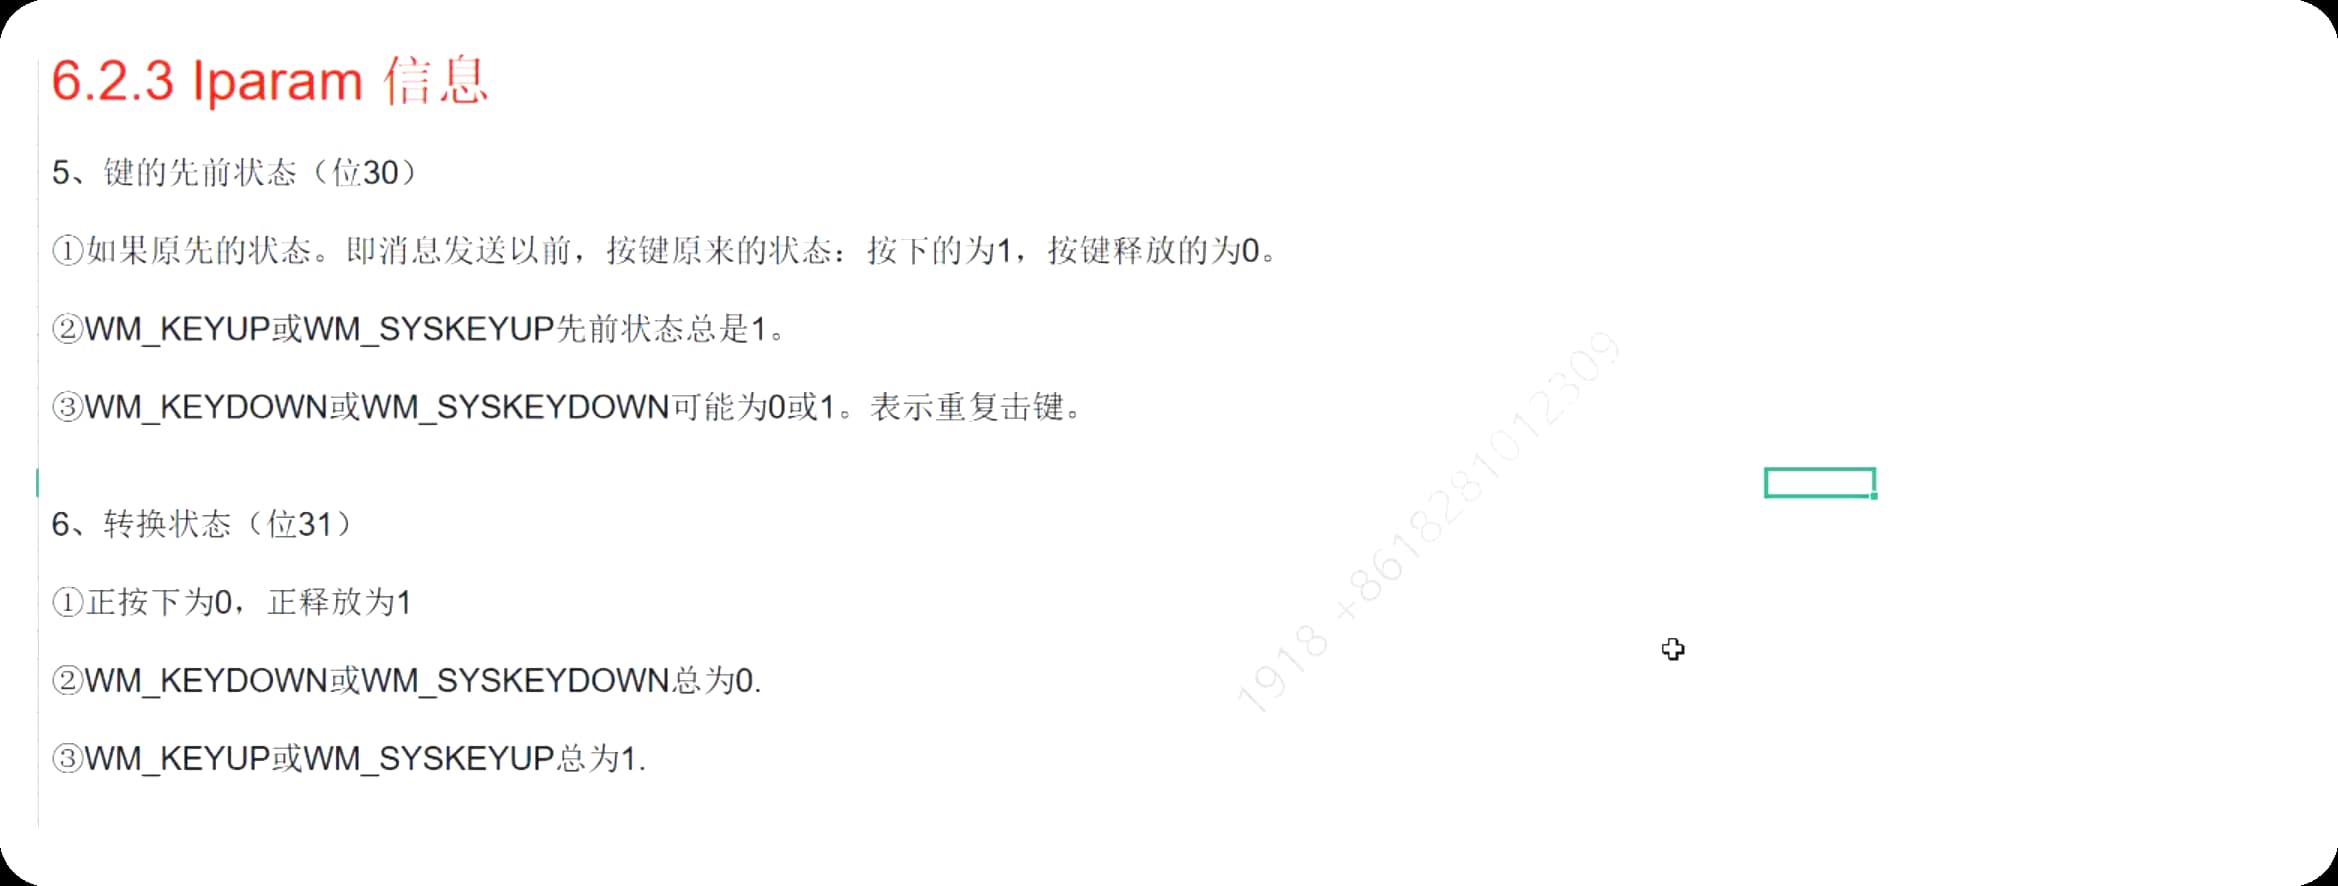 6.2.3 lparam 信息
5、键的先前状态（位30）
①如果原先的状态。即消息发送以前，按键原来的状态：按下的为1，按键释放的为0。
②WM_KEYUP或WM_SYSKEYUP先前状态总是1。
③WM_KEYDOWN或WM_SYSKEYDOWN可能为0或1。表示重复击键。
6、转换状态（位31）
①正按下为0，正释放为1
②WM_KEYDOWN或WM_SYSKEYDOWN总为0.
③WM_KEYUP或WM_SYSKEYUP总为1.
1918 +8618281012309